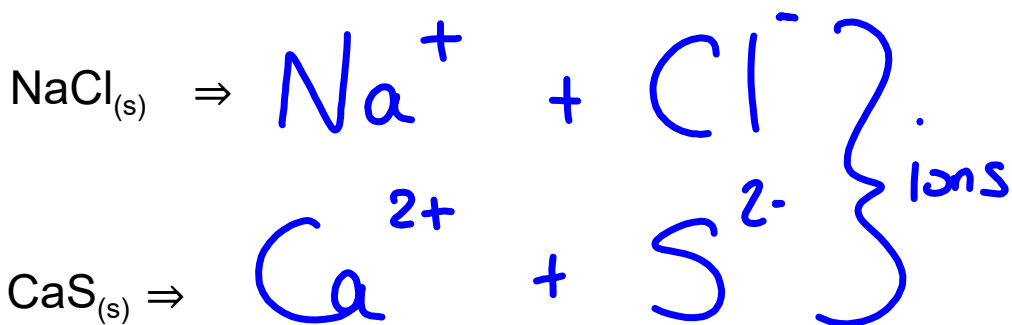 NaCl(s) ⇒ Na⁺ + Cl⁻
ions
CaS(s) ⇒ Ca²⁺ + S²⁻